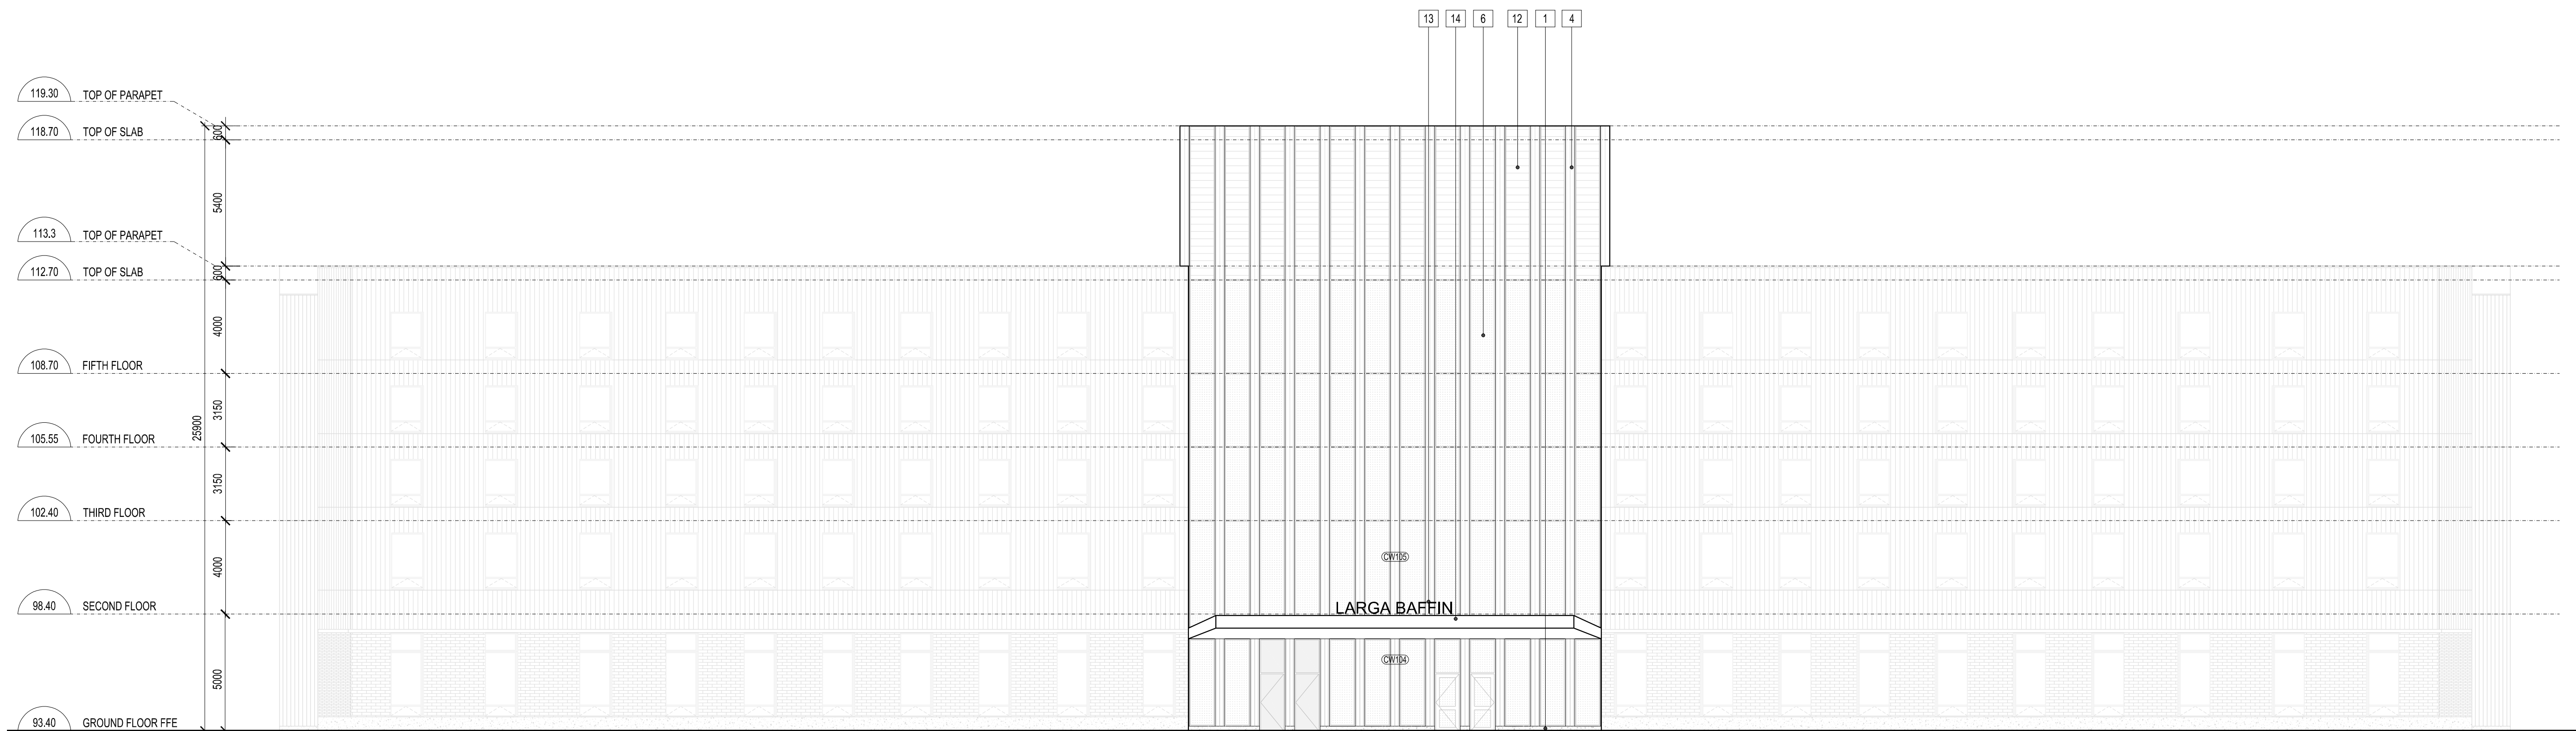 13 14 6 12 1 4
119.30 TOP OF PARAPET
118.70 TOP OF SLAB
600
5400
113.3 TOP OF PARAPET
112.70 TOP OF SLAB
600
4000
108.70 FIFTH FLOOR
3150
25900
105.55 FOURTH FLOOR
3150
102.40 THIRD FLOOR
4000
CW105
98.40 SECOND FLOOR
LARGA BAFFIN
CW104
5000
93.40 GROUND FLOOR FFE